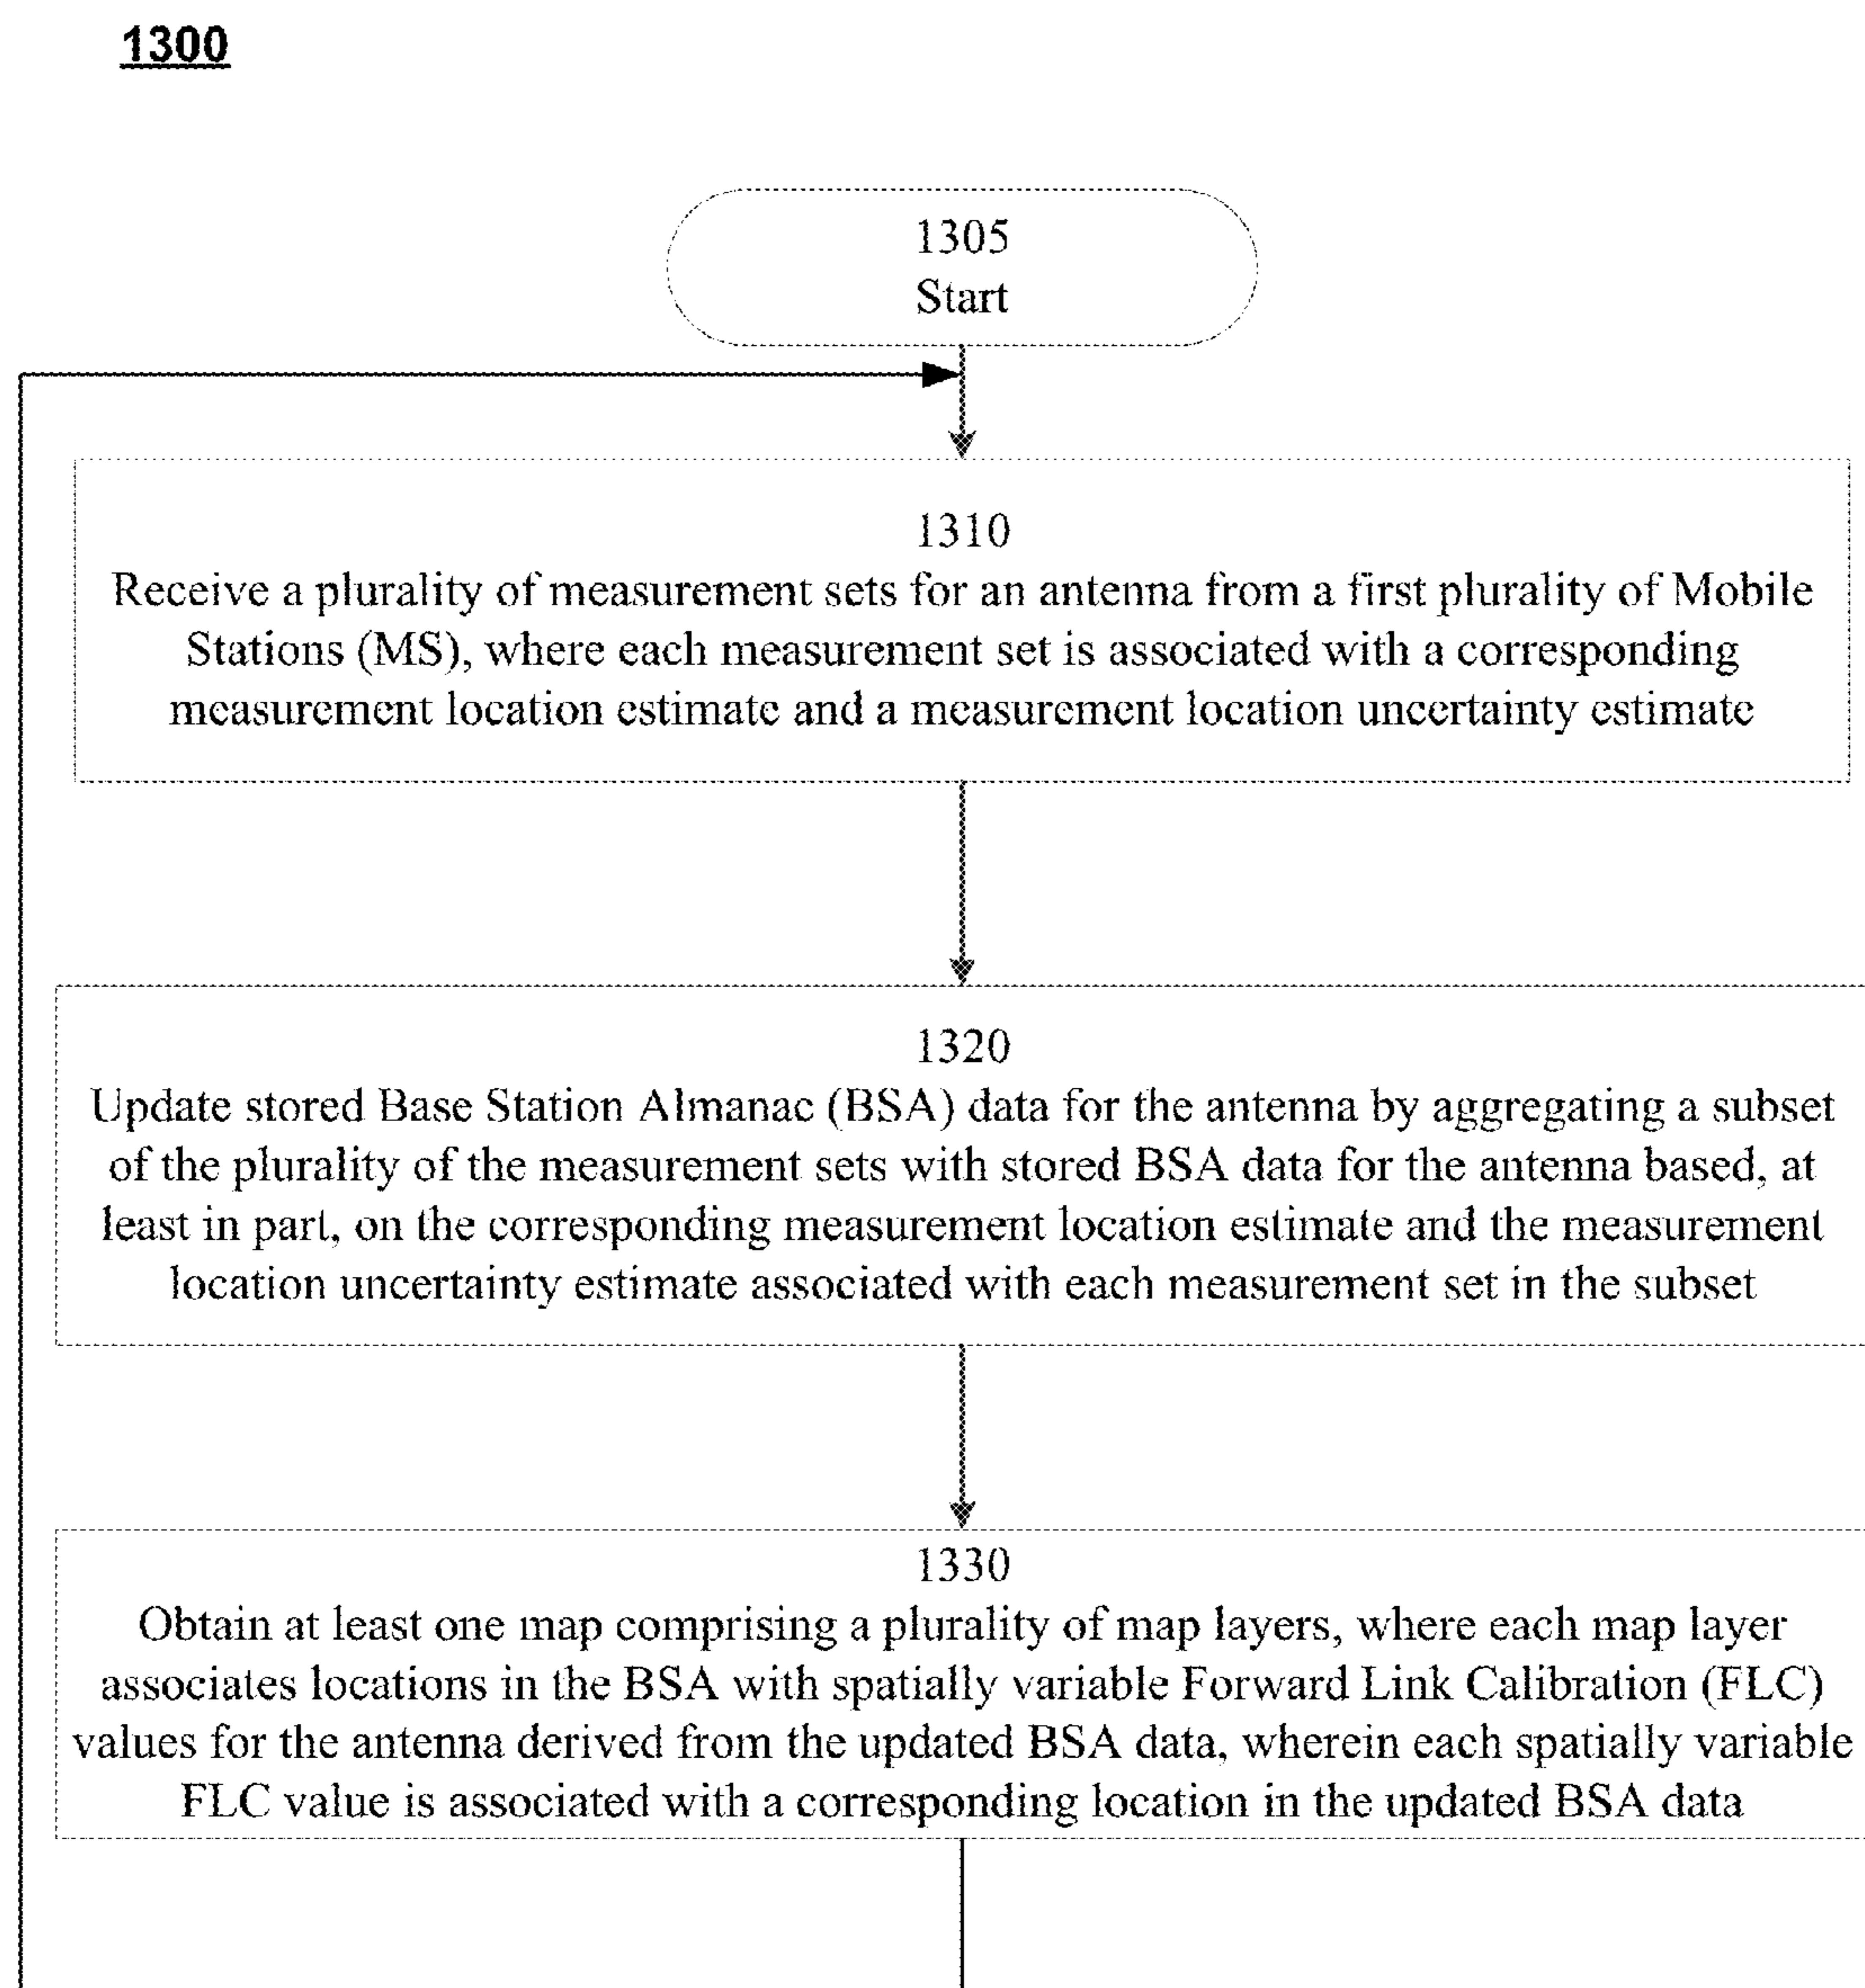 1300
1305
Start
1310
Receive a plurality of measurement sets for an antenna from a first plurality of Mobile
Stations (MS), where each measurement set is associated with a corresponding
measurement location estimate and a measurement location uncertainty estimate
1320
Update stored Base Station Almanac (BSA) data for the antenna by aggregating a subset
of the plurality of the measurement sets with stored BSA data for the antenna based, at
least in part, on the corresponding measurement location estimate and the measurement
location uncertainty estimate associated with each measurement set in the subset
1330
Obtain at least one map comprising a plurality of map layers, where each map layer
associates locations in the BSA with spatially variable Forward Link Calibration (FLC)
values for the antenna derived from the updated BSA data, wherein each spatially variable
FLC value is associated with a corresponding location in the updated BSA data